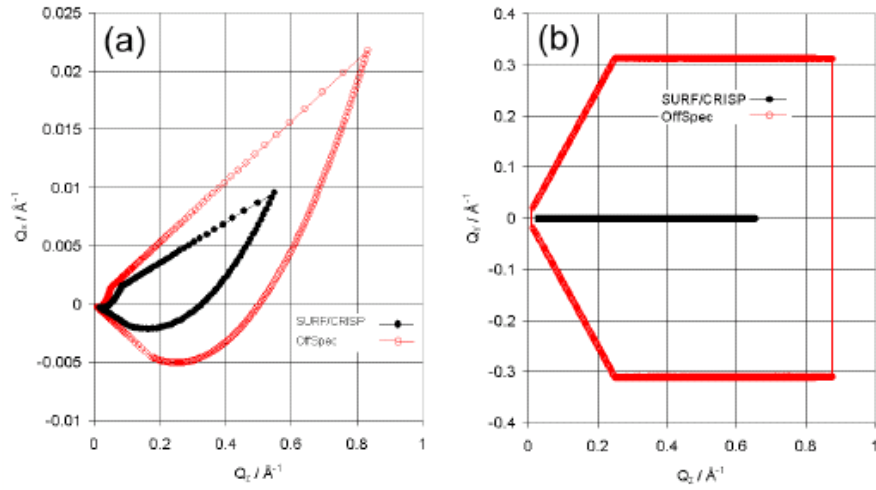 (a)
0.025
0.02
0.015
0.01
0.005
0
-0.005
-0.01
Qx / Å-1
SURF/CRISP
OffSpec
0 0.2 0.4 0.6 0.8 1
Qz / Å-1
(b)
0.4
0.3
0.2
0.1
0
-0.1
-0.2
-0.3
-0.4
Qy / Å-1
SURF/CRISP
OffSpec
0 0.2 0.4 0.6 0.8 1
Qz / Å-1